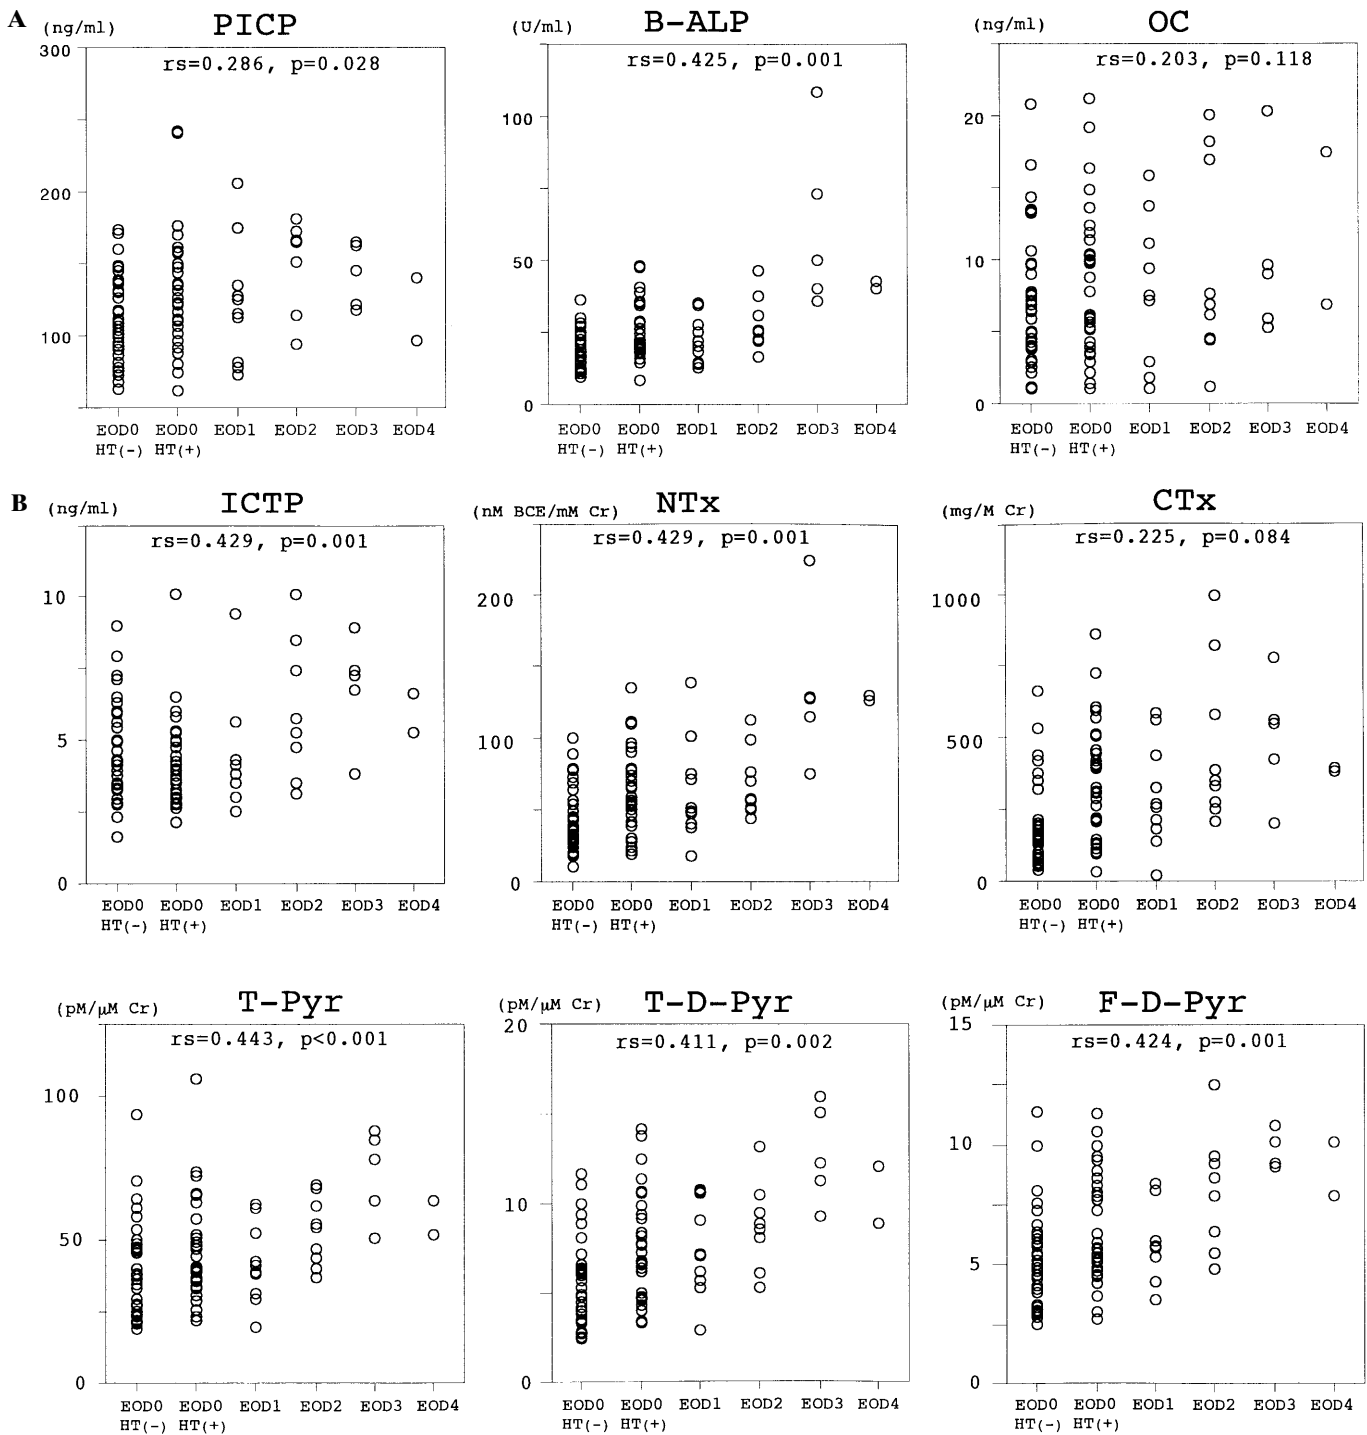 A
(ng/ml)
PICP
300
rs=0.286, p=0.028
200
100
EOD0 EOD0 EOD1 EOD2 EOD3 EOD4
HT(-) HT(+)
(U/ml)
B-ALP
rs=0.425, p=0.001
100
50
0
EOD0 EOD0 EOD1 EOD2 EOD3 EOD4
HT(-) HT(+)
(ng/ml)
OC
rs=0.203, p=0.118
20
10
0
EOD0 EOD0 EOD1 EOD2 EOD3 EOD4
HT(-) HT(+)
B
(ng/ml)
ICTP
rs=0.429, p=0.001
10
5
0
EOD0 EOD0 EOD1 EOD2 EOD3 EOD4
HT(-) HT(+)
(nM BCE/mM Cr)
NTx
rs=0.429, p=0.001
200
100
0
EOD0 EOD0 EOD1 EOD2 EOD3 EOD4
HT(-) HT(+)
(mg/M Cr)
CTx
rs=0.225, p=0.084
1000
500
0
EOD0 EOD0 EOD1 EOD2 EOD3 EOD4
HT(-) HT(+)
(pM/μM Cr)
T-Pyr
rs=0.443, p<0.001
100
50
0
EOD0 EOD0 EOD1 EOD2 EOD3 EOD4
HT(-) HT(+)
(pM/μM Cr)
T-D-Pyr
20
rs=0.411, p=0.002
10
0
EOD0 EOD0 EOD1 EOD2 EOD3 EOD4
HT(-) HT(+)
(pM/μM Cr)
F-D-Pyr
15
rs=0.424, p=0.001
10
5
0
EOD0 EOD0 EOD1 EOD2 EOD3 EOD4
HT(-) HT(+)